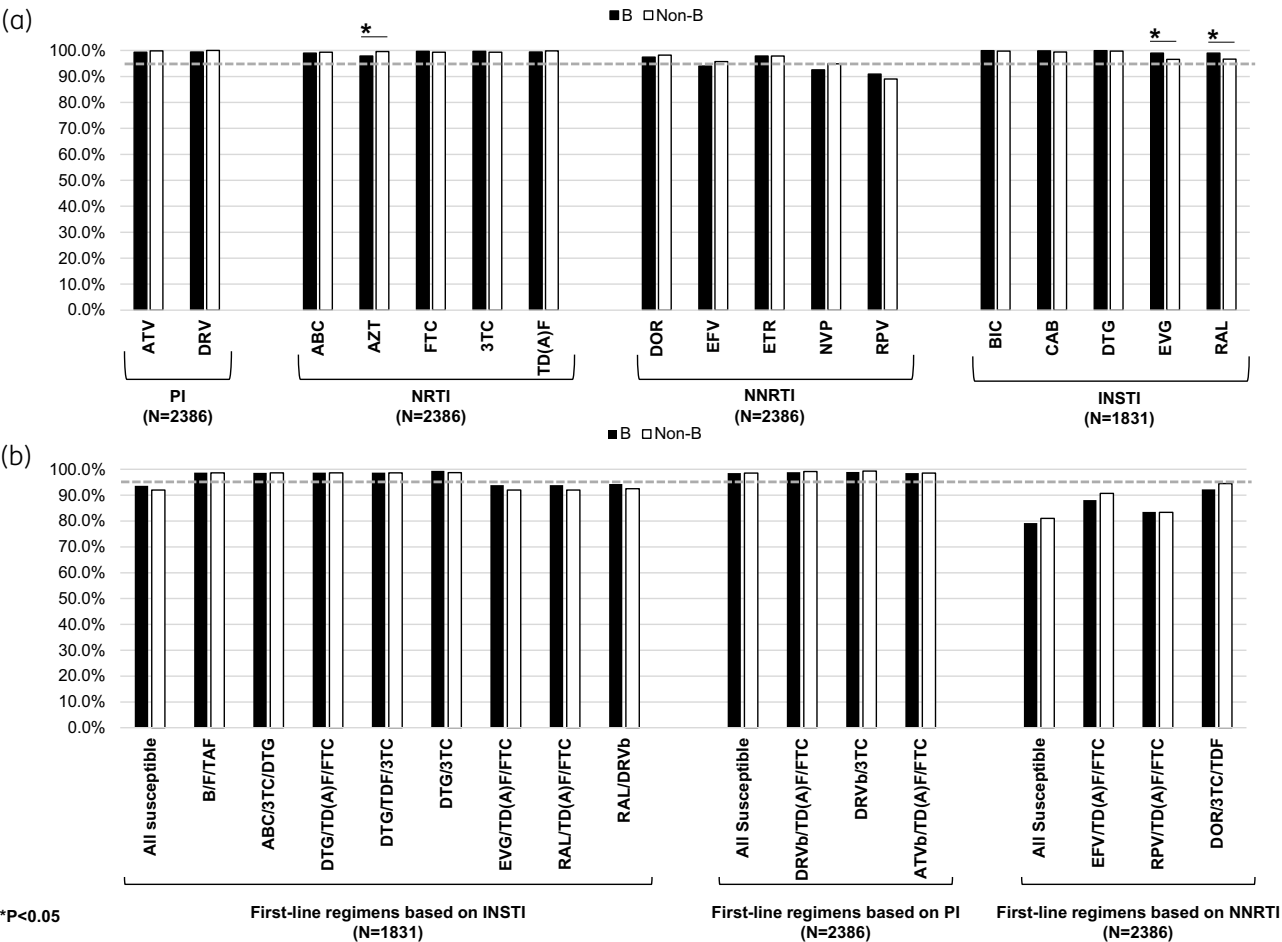 (a)
B Non-B
* * *
100.0%
90.0%
80.0%
70.0%
60.0%
50.0%
40.0%
30.0%
20.0%
10.0%
0.0%
ATV
DRV
ABC
AZT
FTC
3TC
TD(A)F
DOR
EFV
ETR
NVP
RPV
BIC
CAB
DTG
EVG
RAL
PI
(N=2386)
NRTI
(N=2386)
NNRTI
(N=2386)
INSTI
(N=1831)
(b)
B Non-B
100.0%
90.0%
80.0%
70.0%
60.0%
50.0%
40.0%
30.0%
20.0%
10.0%
0.0%
All susceptible
B/F/TAF
ABC/3TC/DTG
DTG/TD(A)F/FTC
DTG/TDF/3TC
DTG/3TC
EVG/TD(A)F/FTC
RAL/TD(A)F/FTC
RAL/DRVb
All Susceptible
DRVb/TD(A)F/FTC
DRVb/3TC
ATVb/TD(A)F/FTC
All Susceptible
EFV/TD(A)F/FTC
RPV/TD(A)F/FTC
DOR/3TC/TDF
*P<0.05
First-line regimens based on INSTI
(N=1831)
First-line regimens based on PI
(N=2386)
First-line regimens based on NNRTI
(N=2386)